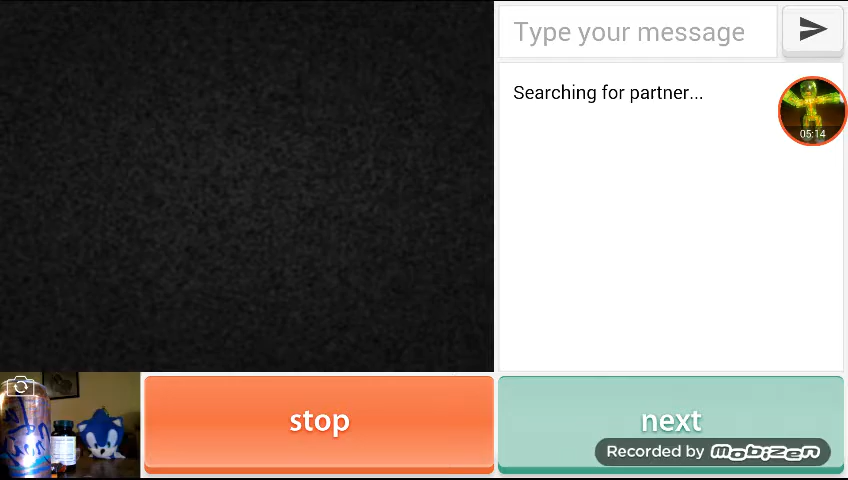 Type your message
Searching for partner...
05:14
stop
next
Recorded by mobizen